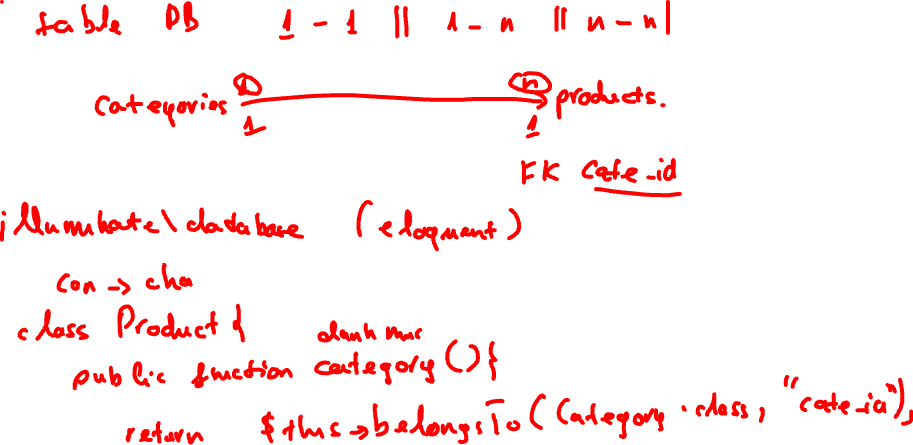 table DB 1 - 1 || 1 - n || n - n |
1 n
categories products.
1 1
FK cate_id
illuminate\database (eloquent)
con → cha
class Product {
danh muc
public function category () {
return $this→belongsTo (Category.class, "cate_id"),